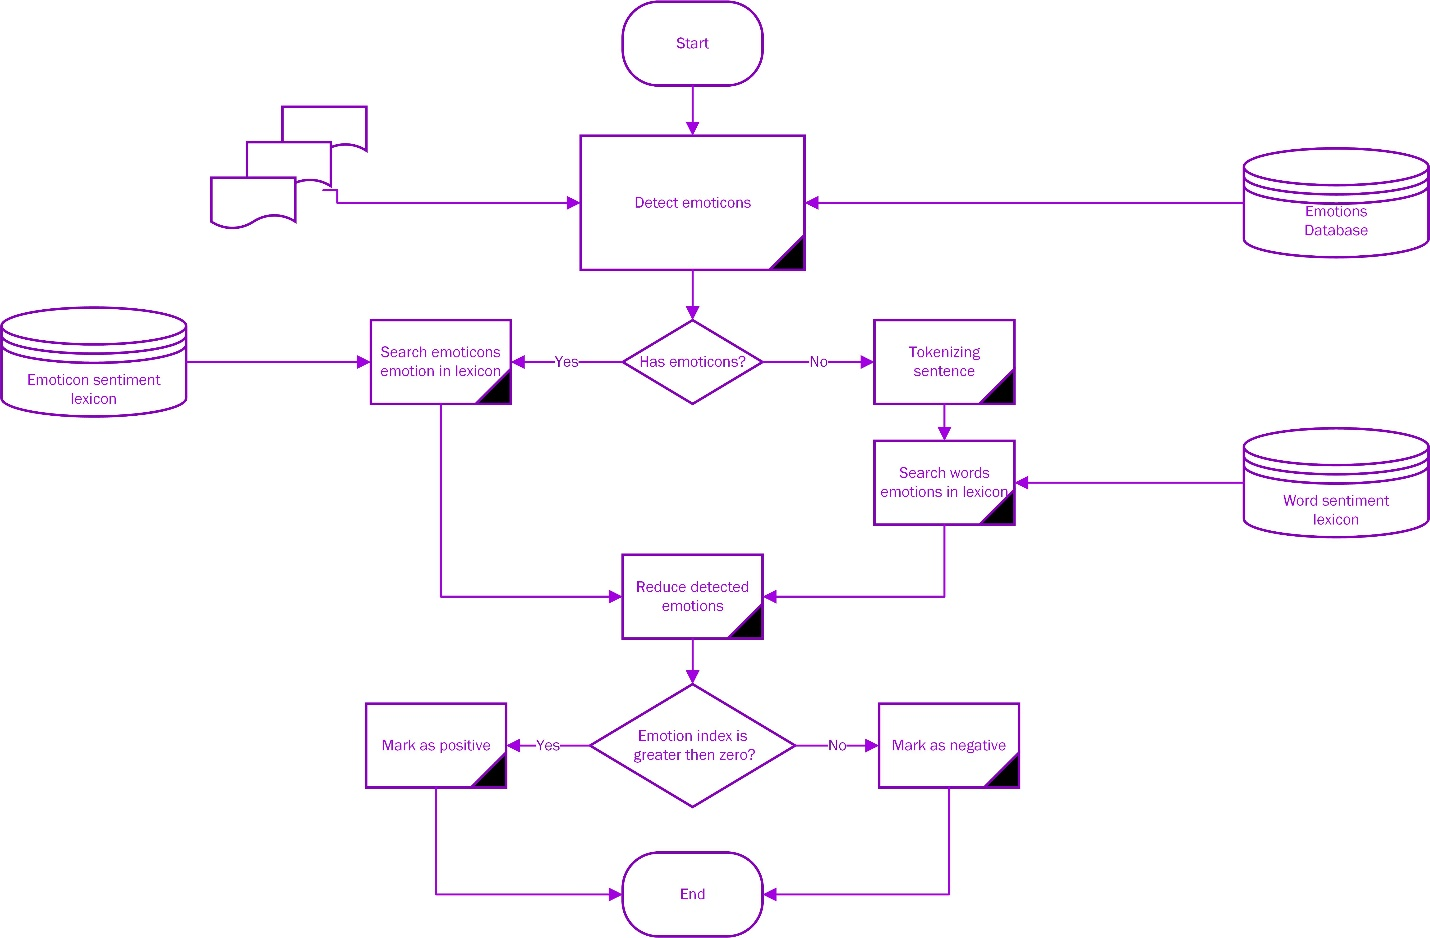 Start
Detect emoticons
Emotions
Database
Emoticon sentiment
lexicon
Search emoticons
emotion in lexicon
Yes
Has emoticons?
No
Tokenizing
sentence
Search words
emotions in lexicon
Word sentiment
lexicon
Reduce detected
emotions
Mark as positive
Yes
Emotion index is
greater then zero?
No
Mark as negative
End